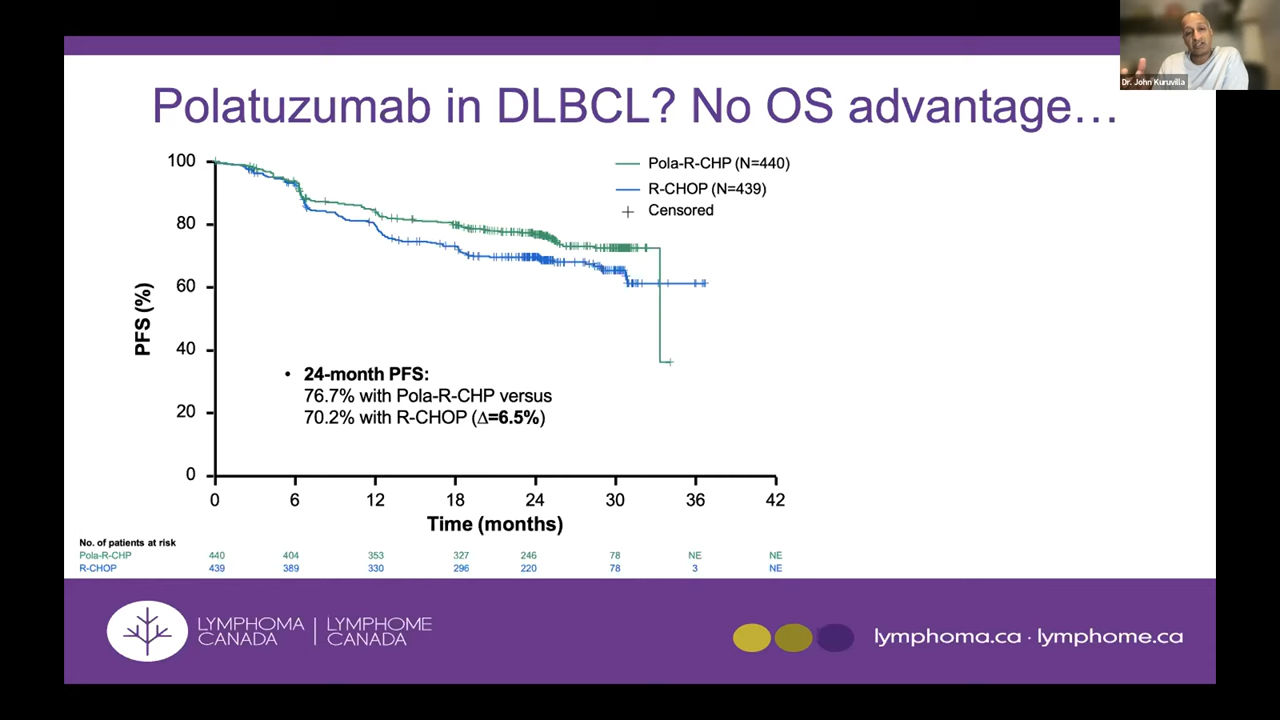 Dr. John Kuruvilla
Polatuzumab in DLBCL? No OS advantage…
100
80
60
40
20
0
PFS (%)
Pola-R-CHP (N=440)
R-CHOP (N=439)
+ Censored
• 24-month PFS:
76.7% with Pola-R-CHP versus
70.2% with R-CHOP (Δ=6.5%)
0 6 12 18 24 30 36 42
Time (months)
No. of patients at risk
Pola-R-CHP 440 404 353 327 246 78 NE NE
R-CHOP 439 389 330 296 220 78 3 NE
LYMPHOMA | LYMPHOME
CANADA | CANADA
lymphoma.ca · lymphome.ca